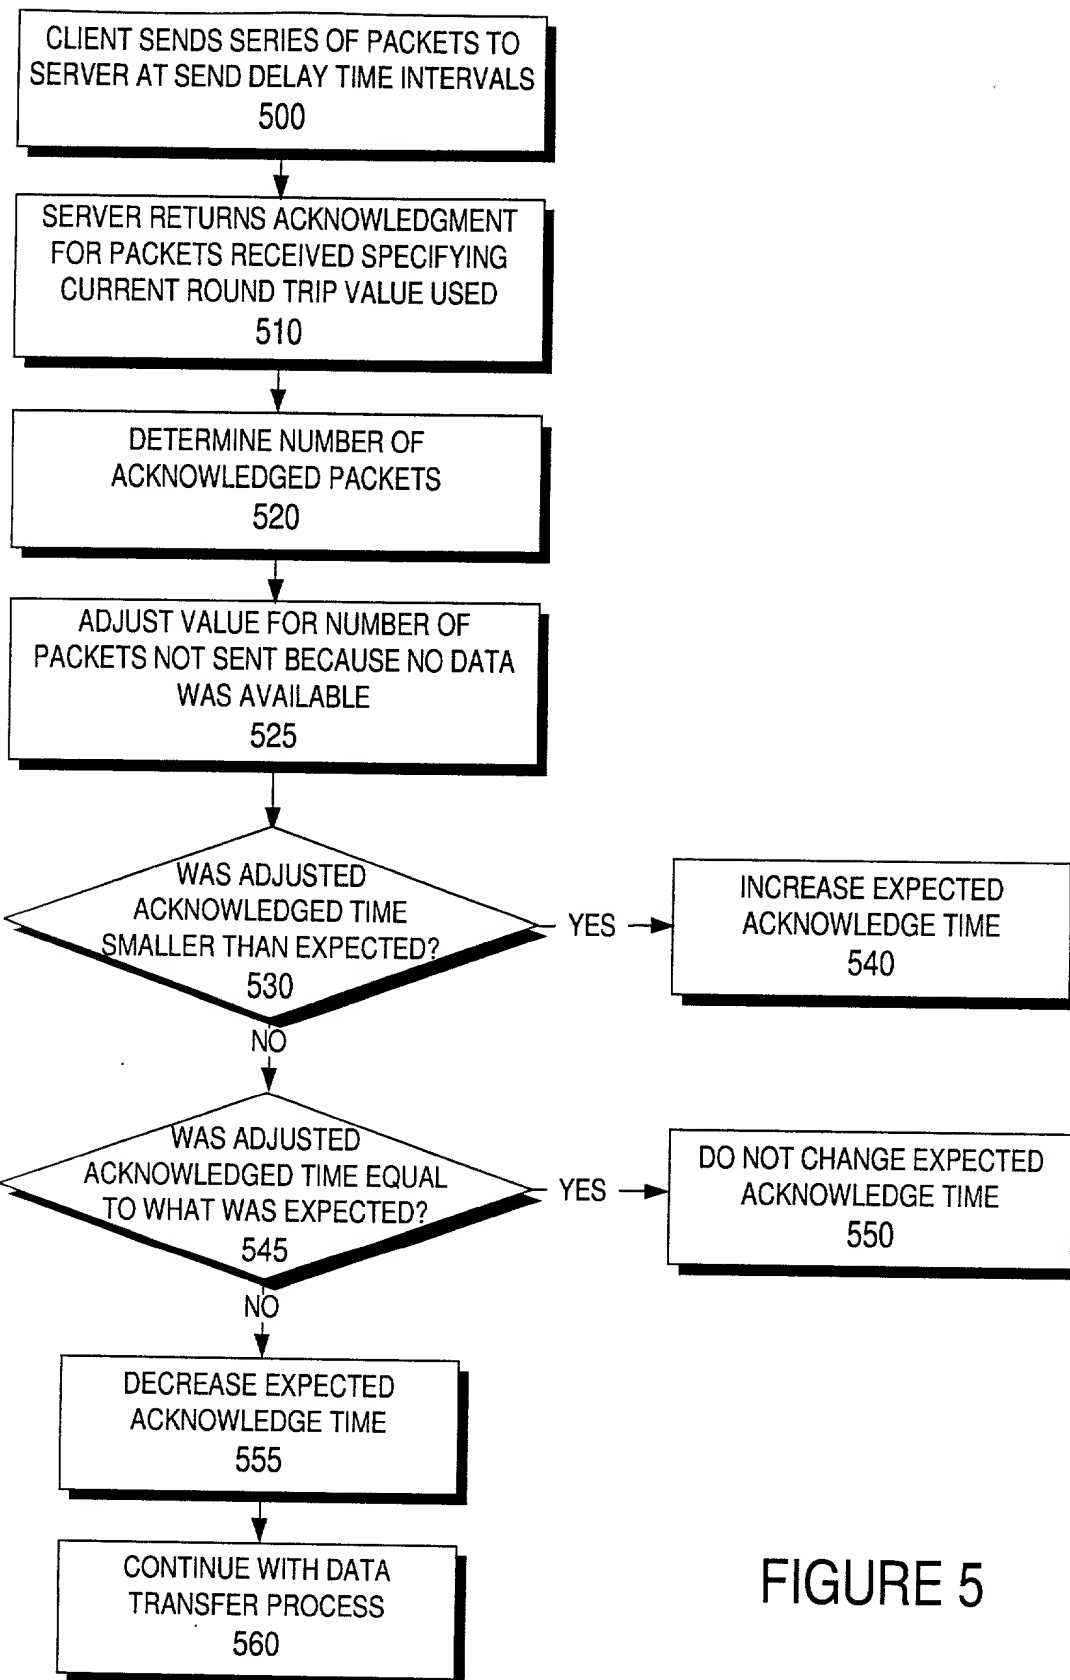 CLIENT SENDS SERIES OF PACKETS TO
SERVER AT SEND DELAY TIME INTERVALS
500
SERVER RETURNS ACKNOWLEDGMENT
FOR PACKETS RECEIVED SPECIFYING
CURRENT ROUND TRIP VALUE USED
510
DETERMINE NUMBER OF
ACKNOWLEDGED PACKETS
520
ADJUST VALUE FOR NUMBER OF
PACKETS NOT SENT BECAUSE NO DATA
WAS AVAILABLE
525
WAS ADJUSTED
ACKNOWLEDGED TIME
SMALLER THAN EXPECTED?
530
YES
INCREASE EXPECTED
ACKNOWLEDGE TIME
540
NO
WAS ADJUSTED
ACKNOWLEDGED TIME EQUAL
TO WHAT WAS EXPECTED?
545
YES
DO NOT CHANGE EXPECTED
ACKNOWLEDGE TIME
550
NO
DECREASE EXPECTED
ACKNOWLEDGE TIME
555
CONTINUE WITH DATA
TRANSFER PROCESS
560
FIGURE 5